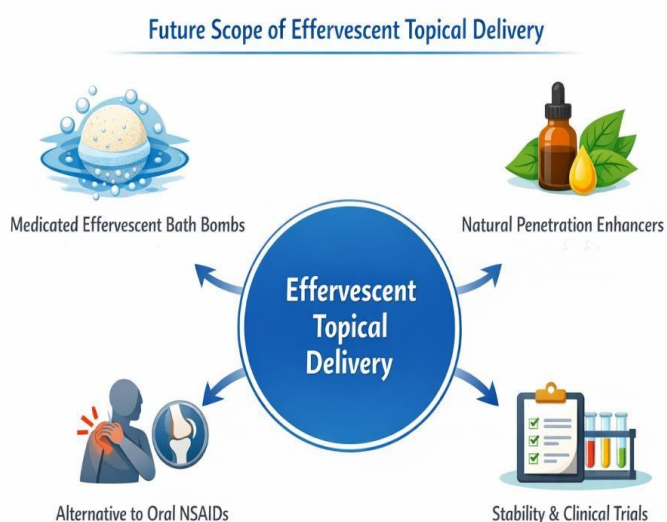 Future Scope of Effervescent Topical Delivery
Medicated Effervescent Bath Bombs
Natural Penetration Enhancers
Effervescent
Topical
Delivery
Alternative to Oral NSAIDs
Stability & Clinical Trials